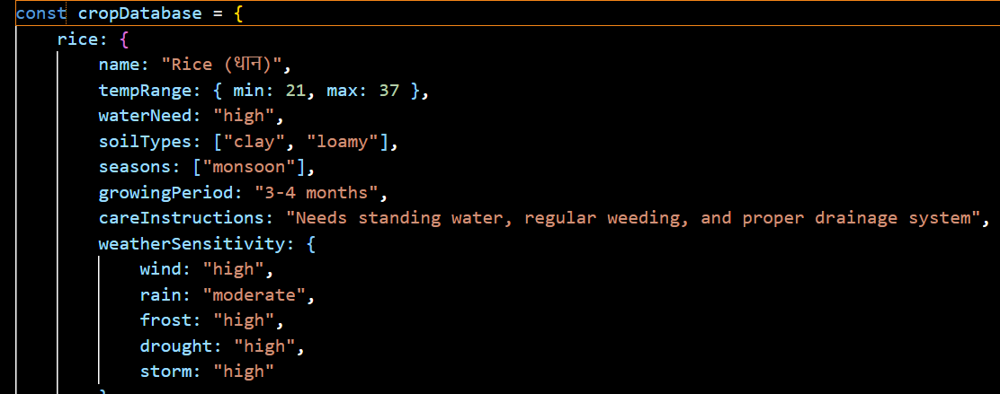 const cropDatabase = {
rice: {
name: "Rice (धान)",
tempRange: { min: 21, max: 37 },
waterNeed: "high",
soilTypes: ["clay", "loamy"],
seasons: ["monsoon"],
growingPeriod: "3-4 months",
careInstructions: "Needs standing water, regular weeding, and proper drainage system",
weatherSensitivity: {
wind: "high",
rain: "moderate",
frost: "high",
drought: "high",
storm: "high"